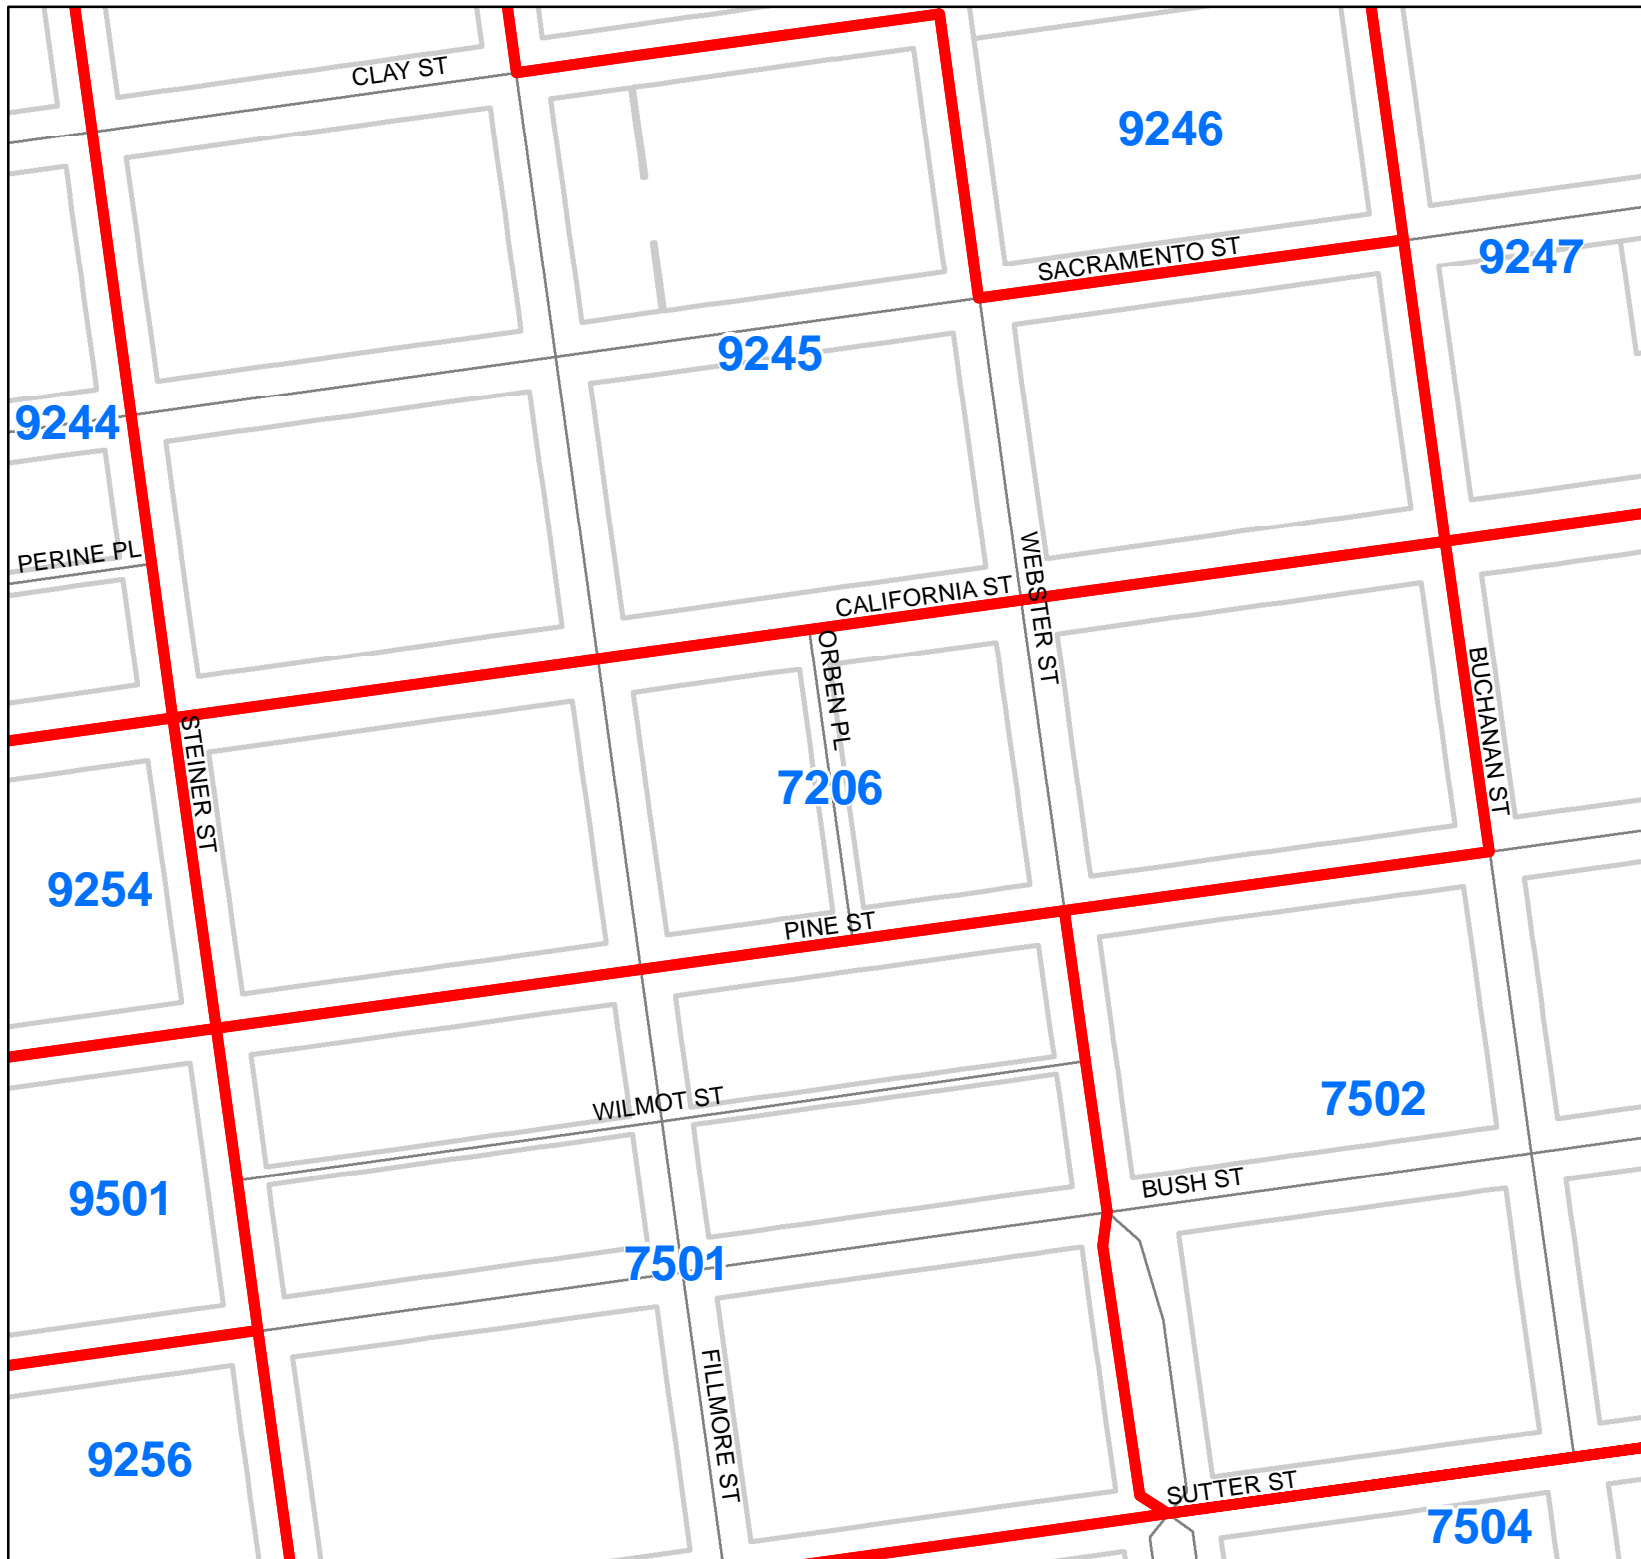 CLAY ST
9246
SACRAMENTO ST
9247
9245
9244
PERINE PL
CALIFORNIA ST
WEBSTER ST
ORBEN PL
BUCHANAN ST
STEINER ST
7206
9254
PINE ST
WILMOT ST
7502
BUSH ST
9501
7501
FILLMORE ST
9256
SUTTER ST
7504